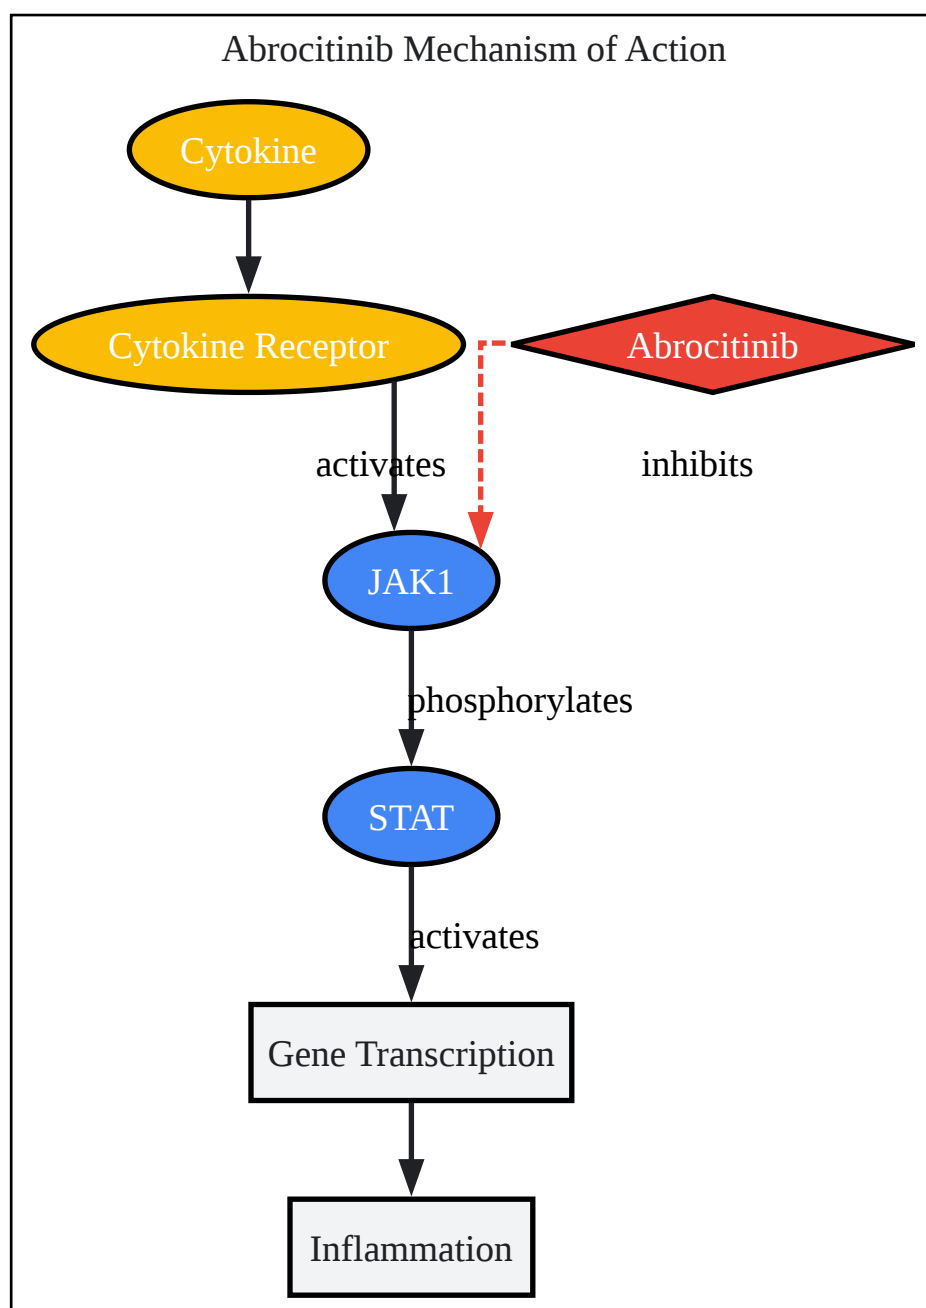 Abrocitinib Mechanism of Action
Cytokine
Cytokine Receptor
Abrocitinib
activates
inhibits
JAK1
phosphorylates
STAT
activates
Gene Transcription
Inflammation